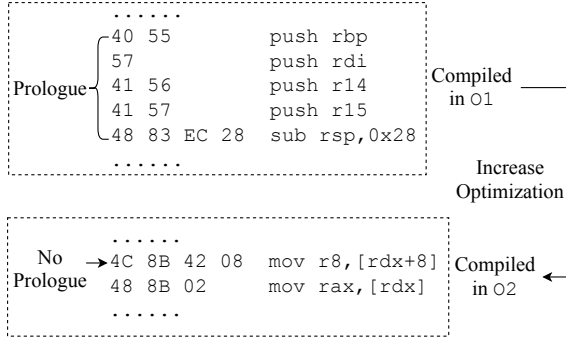 ......
40 55 push rbp
57 push rdi
Prologue 41 56 push r14
41 57 push r15
48 83 EC 28 sub rsp,0x28
......
Compiled
in O1
Increase
Optimization
......
No
Prologue
4C 8B 42 08 mov r8,[rdx+8]
48 8B 02 mov rax,[rdx]
......
Compiled
in O2